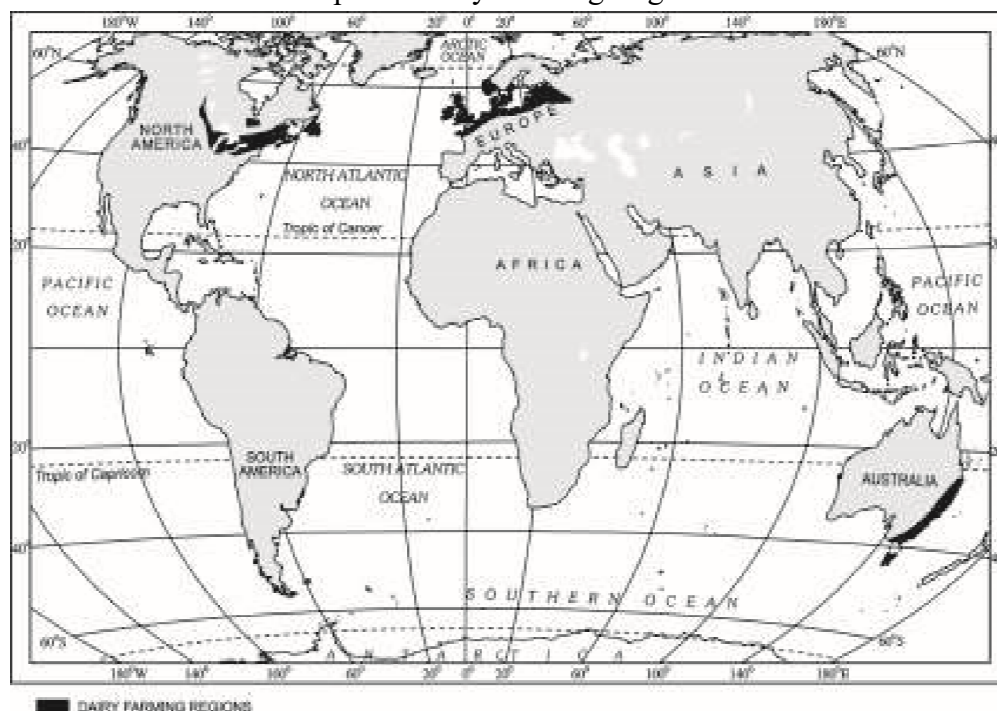 180°W 140° 100° 60° 20° 0° 20° 60° 100° 140° 180°E
60°N
60°N
ARCTIC
OCEAN
NORTH
AMERICA
EUROPE
ASIA
40°
NORTH ATLANTIC
OCEAN
Tropic of Cancer
20°
AFRICA
PACIFIC
OCEAN
PACIFIC
OCEAN
INDIAN
OCEAN
Tropic of Capricorn
SOUTH
AMERICA
SOUTH ATLANTIC
OCEAN
AUSTRALIA
40°
SOUTHERN OCEAN
60°S
60°S
ANTARCTICA
180°W 140° 100° 60° 20° 0° 20° 60° 100° 140° 180°E
DAIRY FARMING REGIONS